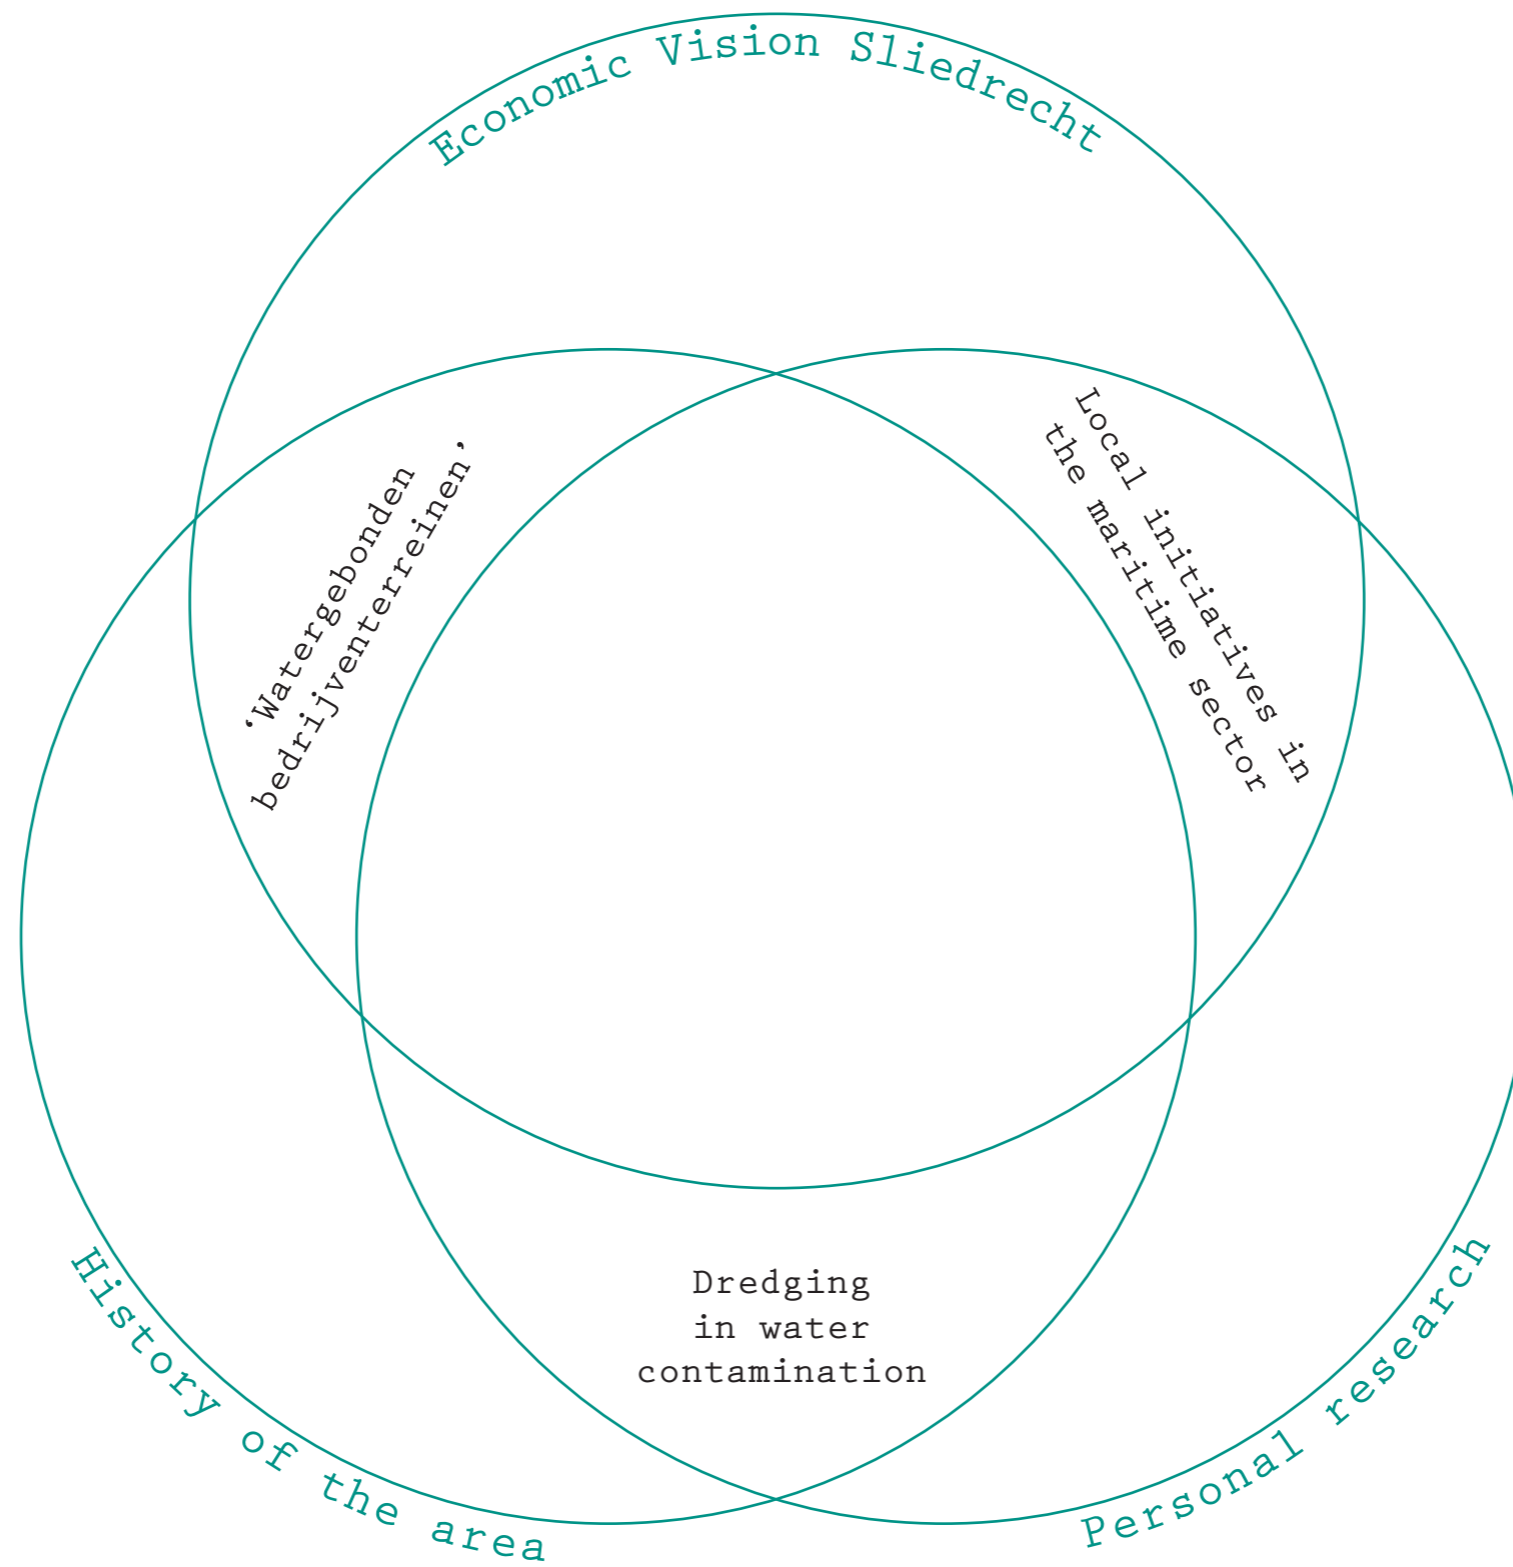 Economic Vision Sliedrecht
‘Watergebonden
bedrijventerreinen’
Local initiatives in
the maritime sector
Dredging
in water
contamination
History of the area
Personal research